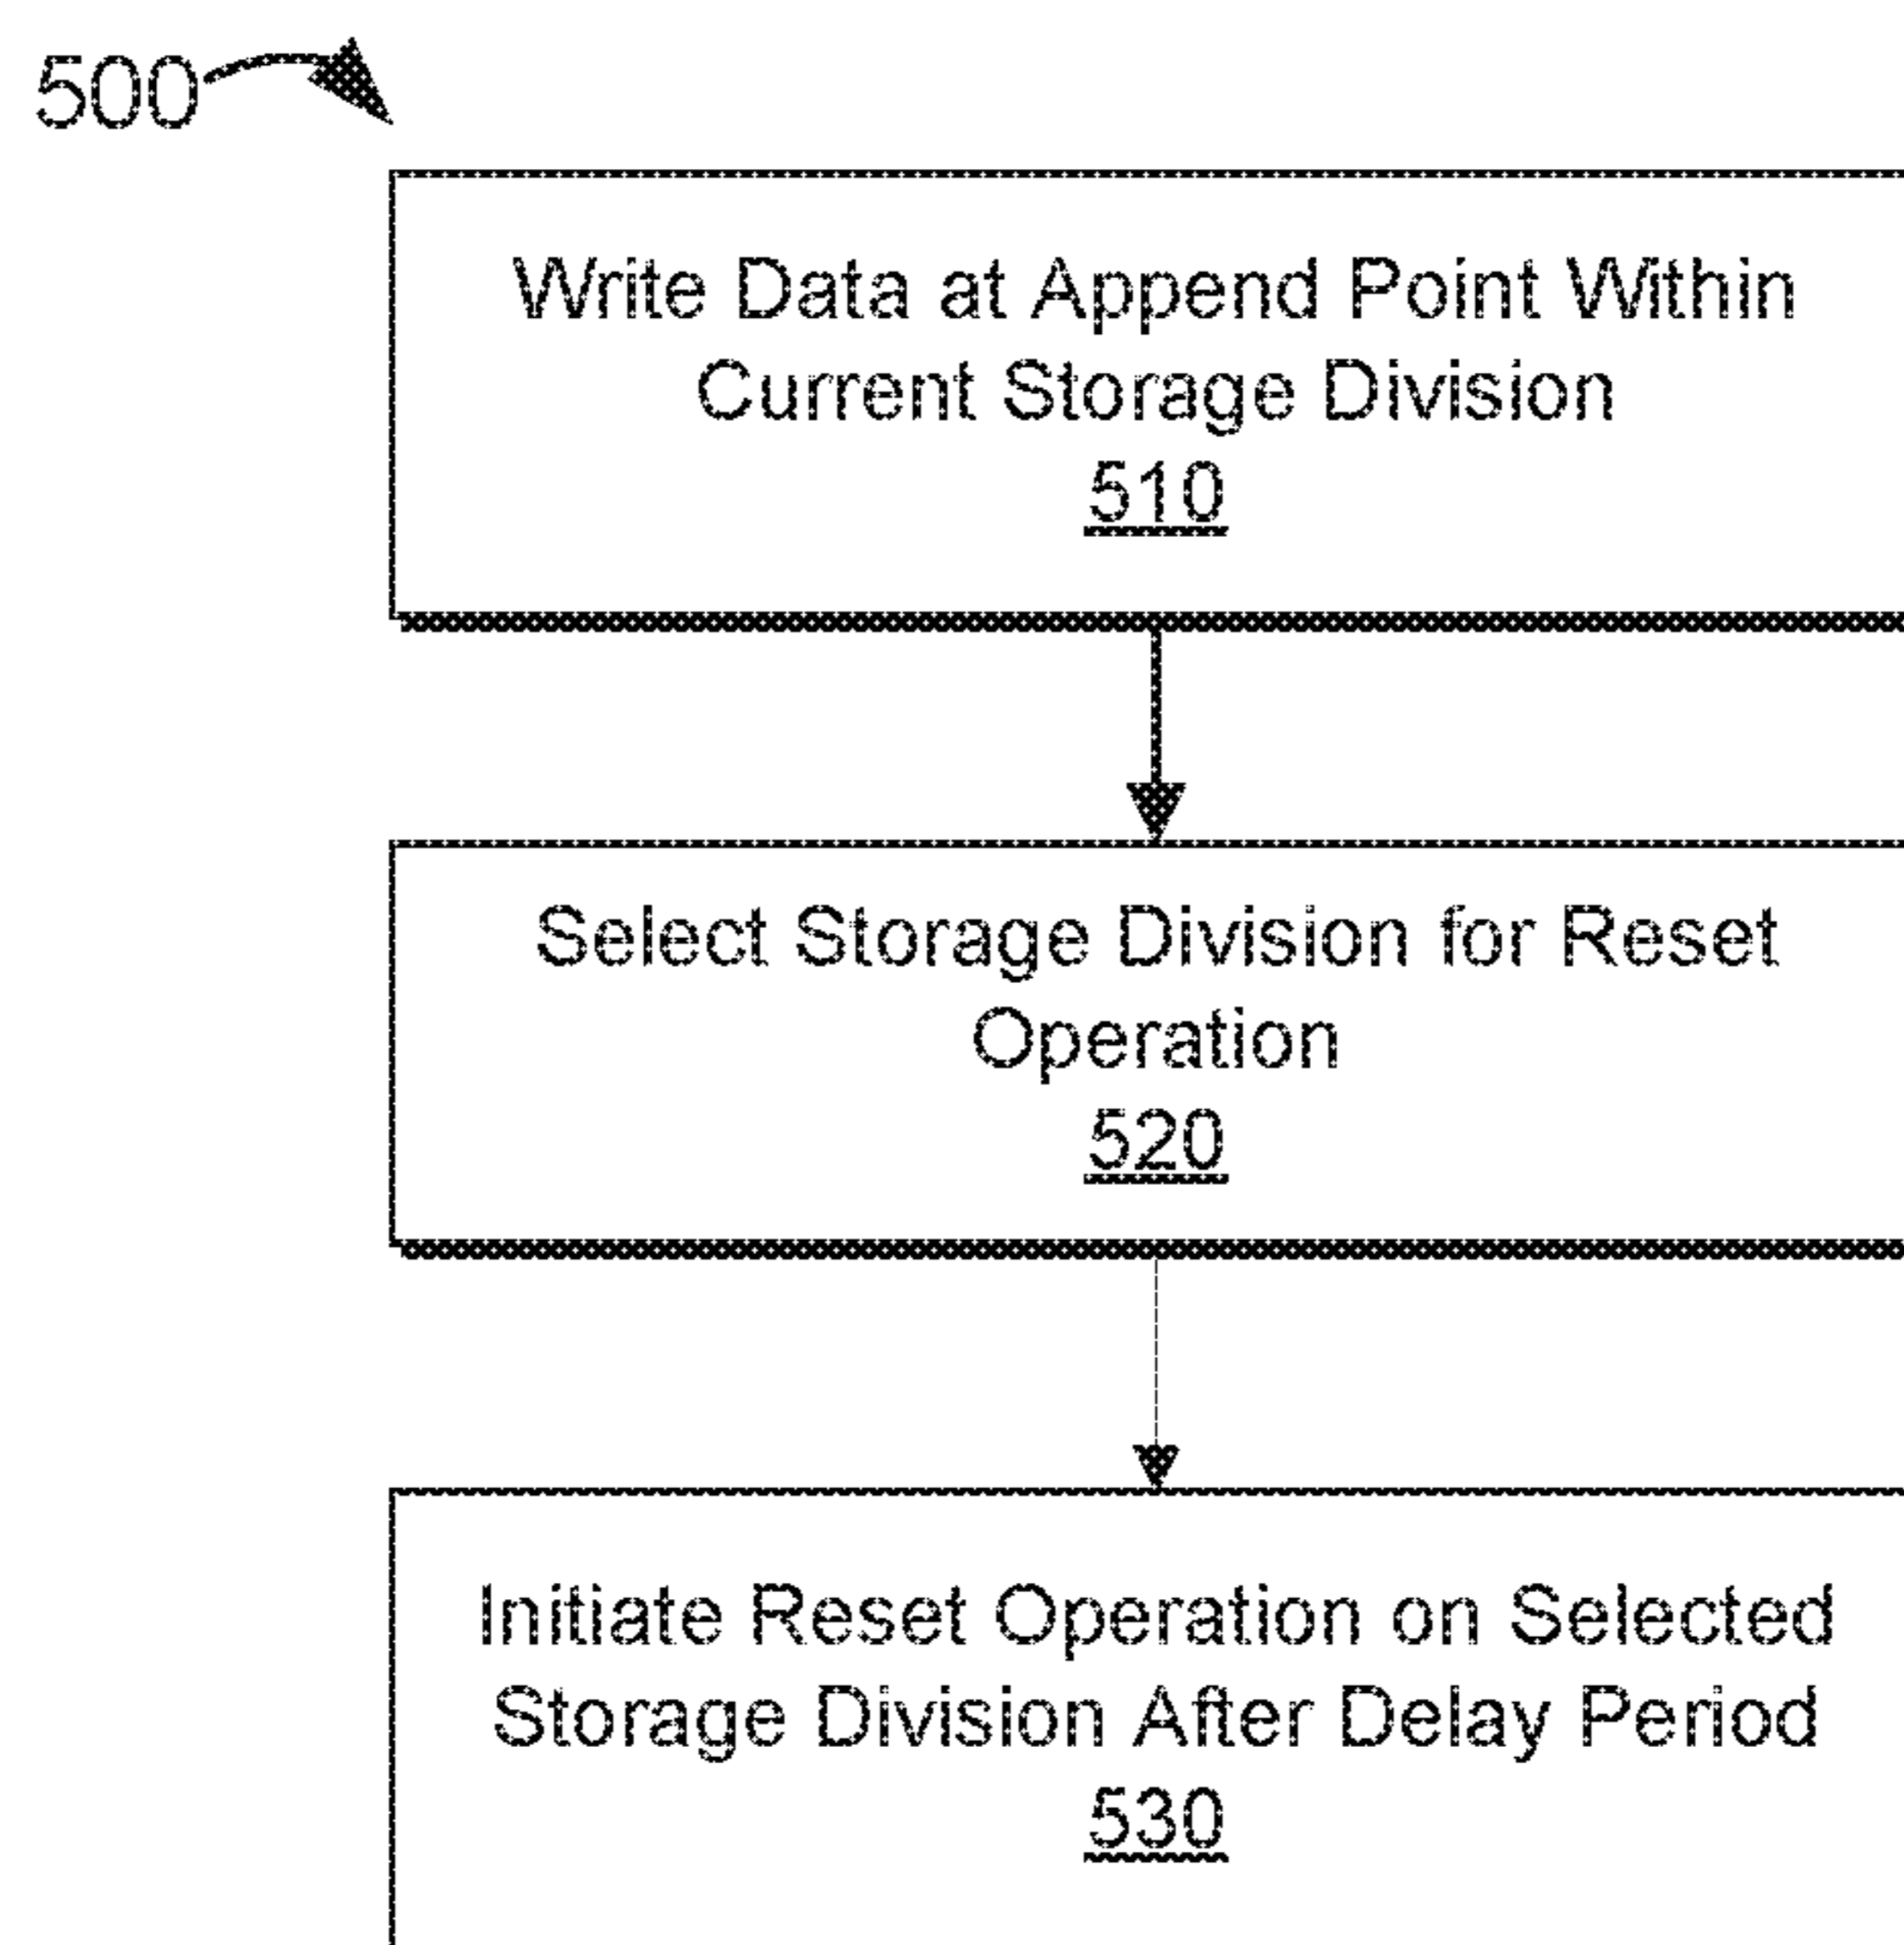 500
Write Data at Append Point Within
Current Storage Division
510
Select Storage Division for Reset
Operation
520
Initiate Reset Operation on Selected
Storage Division After Delay Period
530